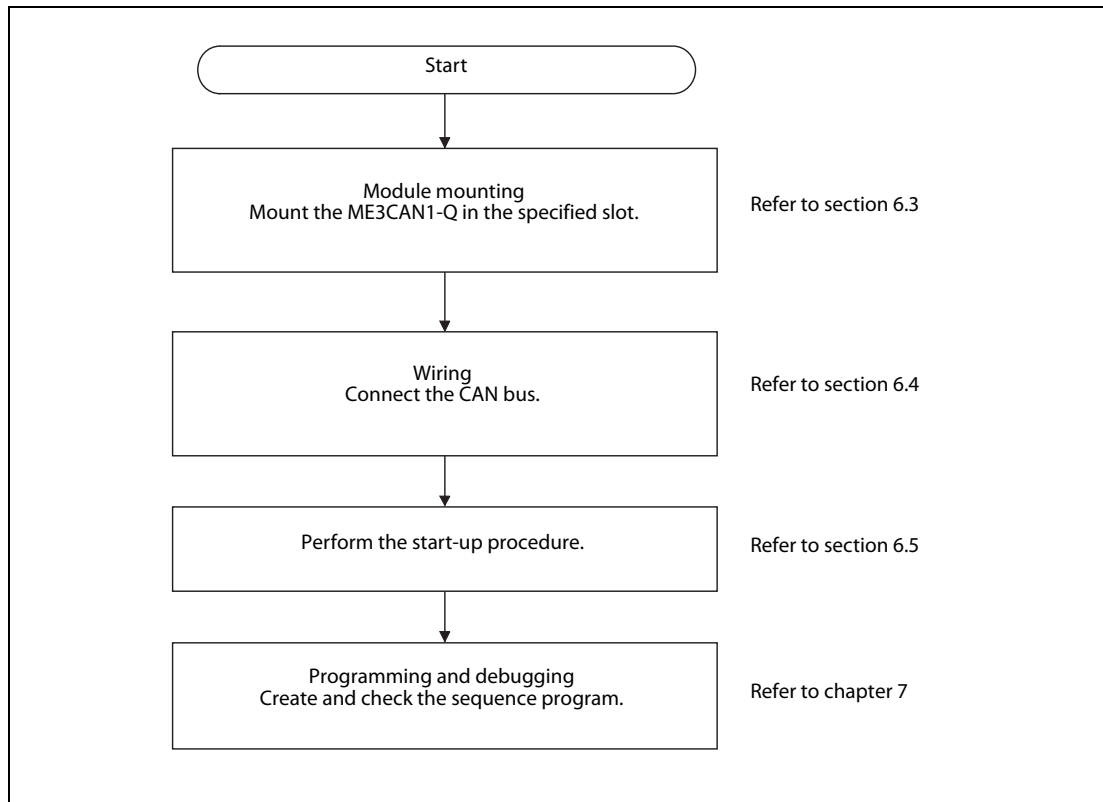 Start
Module mounting
Mount the ME3CAN1-Q in the specified slot.
Refer to section 6.3
Wiring
Connect the CAN bus.
Refer to section 6.4
Perform the start-up procedure.
Refer to section 6.5
Programming and debugging
Create and check the sequence program.
Refer to chapter 7